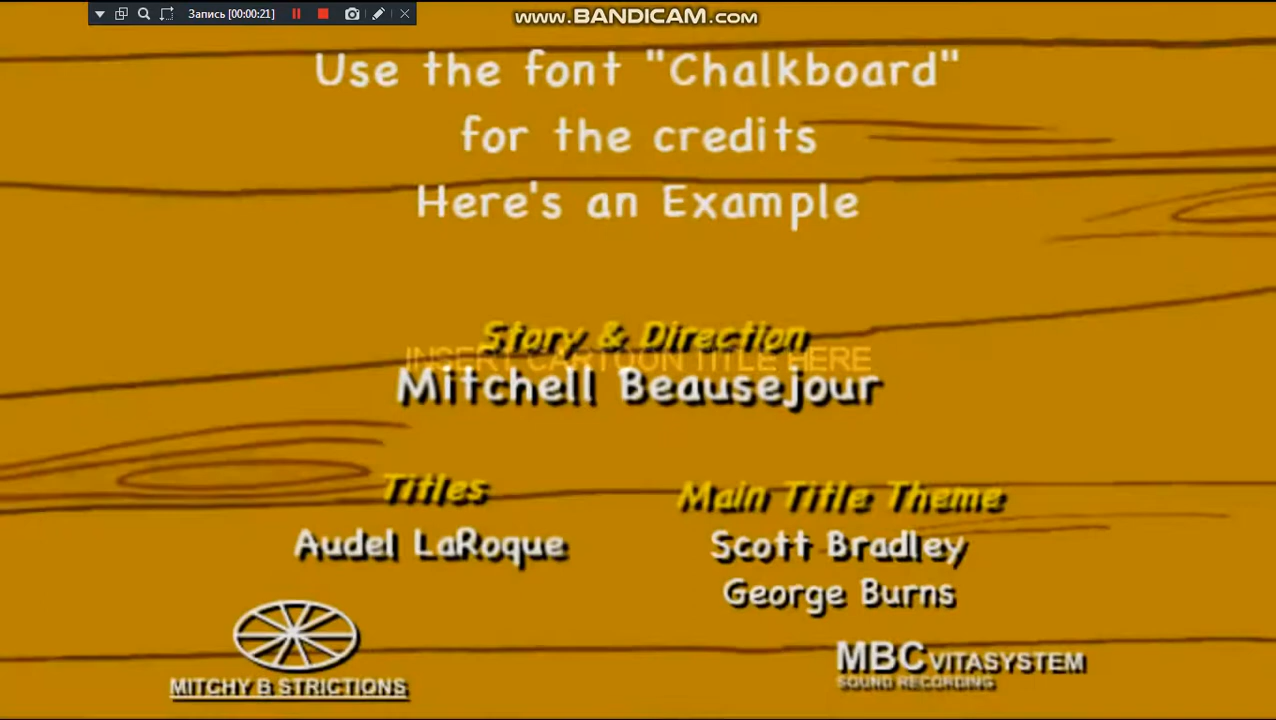 Запись [00:00:21]
www.BANDICAM.com
Use the font "Chalkboard"
for the credits
Here's an Example
Story & Direction
INSERT CARTOON TITLE HERE
Mitchell Beausejour
Titles
Audel LaRoque
Main Title Theme
Scott Bradley
George Burns
MITCHY B STRICTIONS
MBC VITASYSTEM
SOUND RECORDING